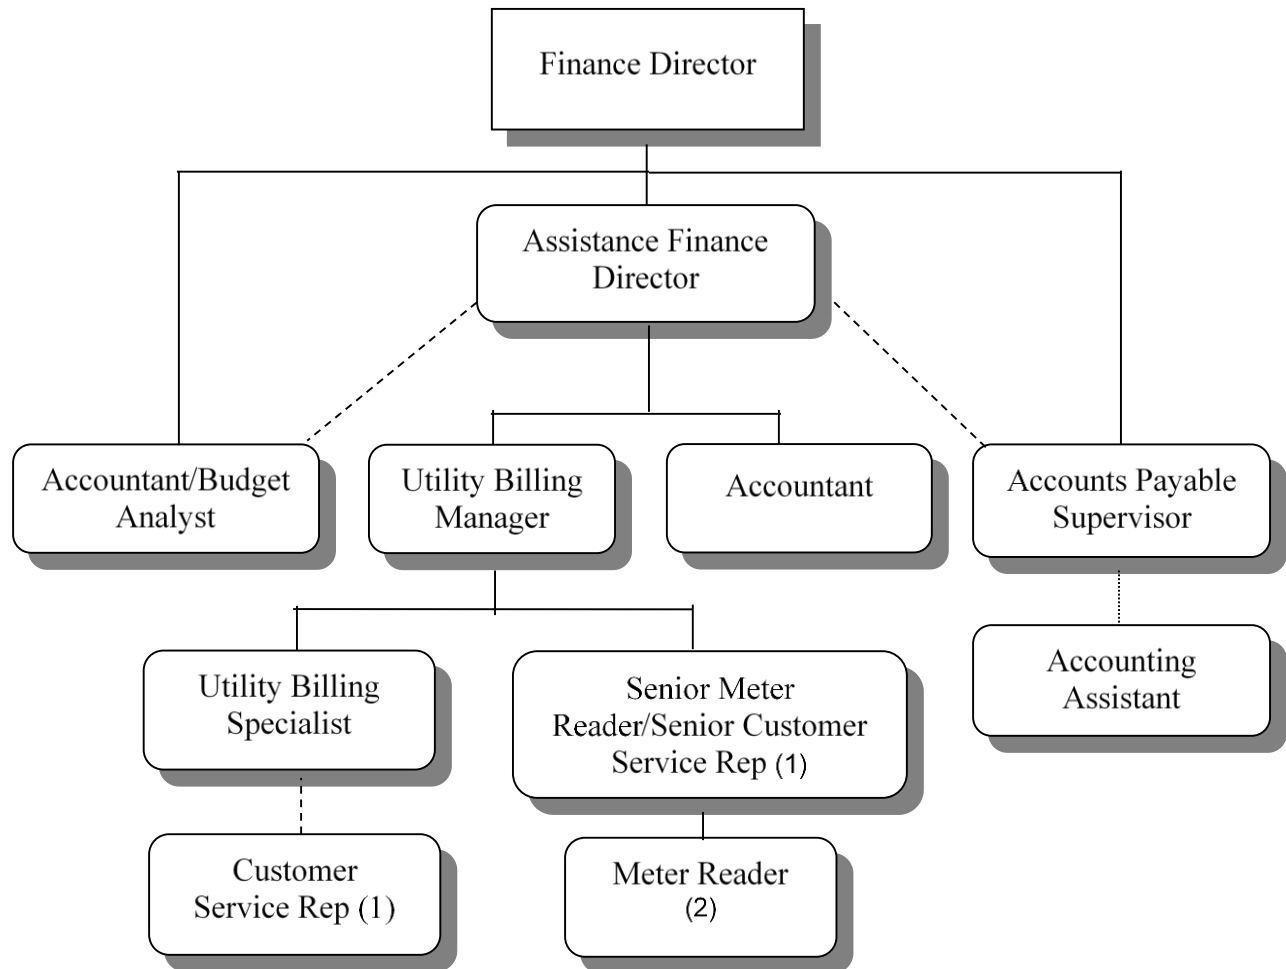 Finance Director
Assistance Finance
Director
Accountant/Budget
Analyst
Utility Billing
Manager
Accountant
Accounts Payable
Supervisor
Utility Billing
Specialist
Senior Meter
Reader/Senior Customer
Service Rep (1)
Accounting
Assistant
Customer
Service Rep (1)
Meter Reader
(2)